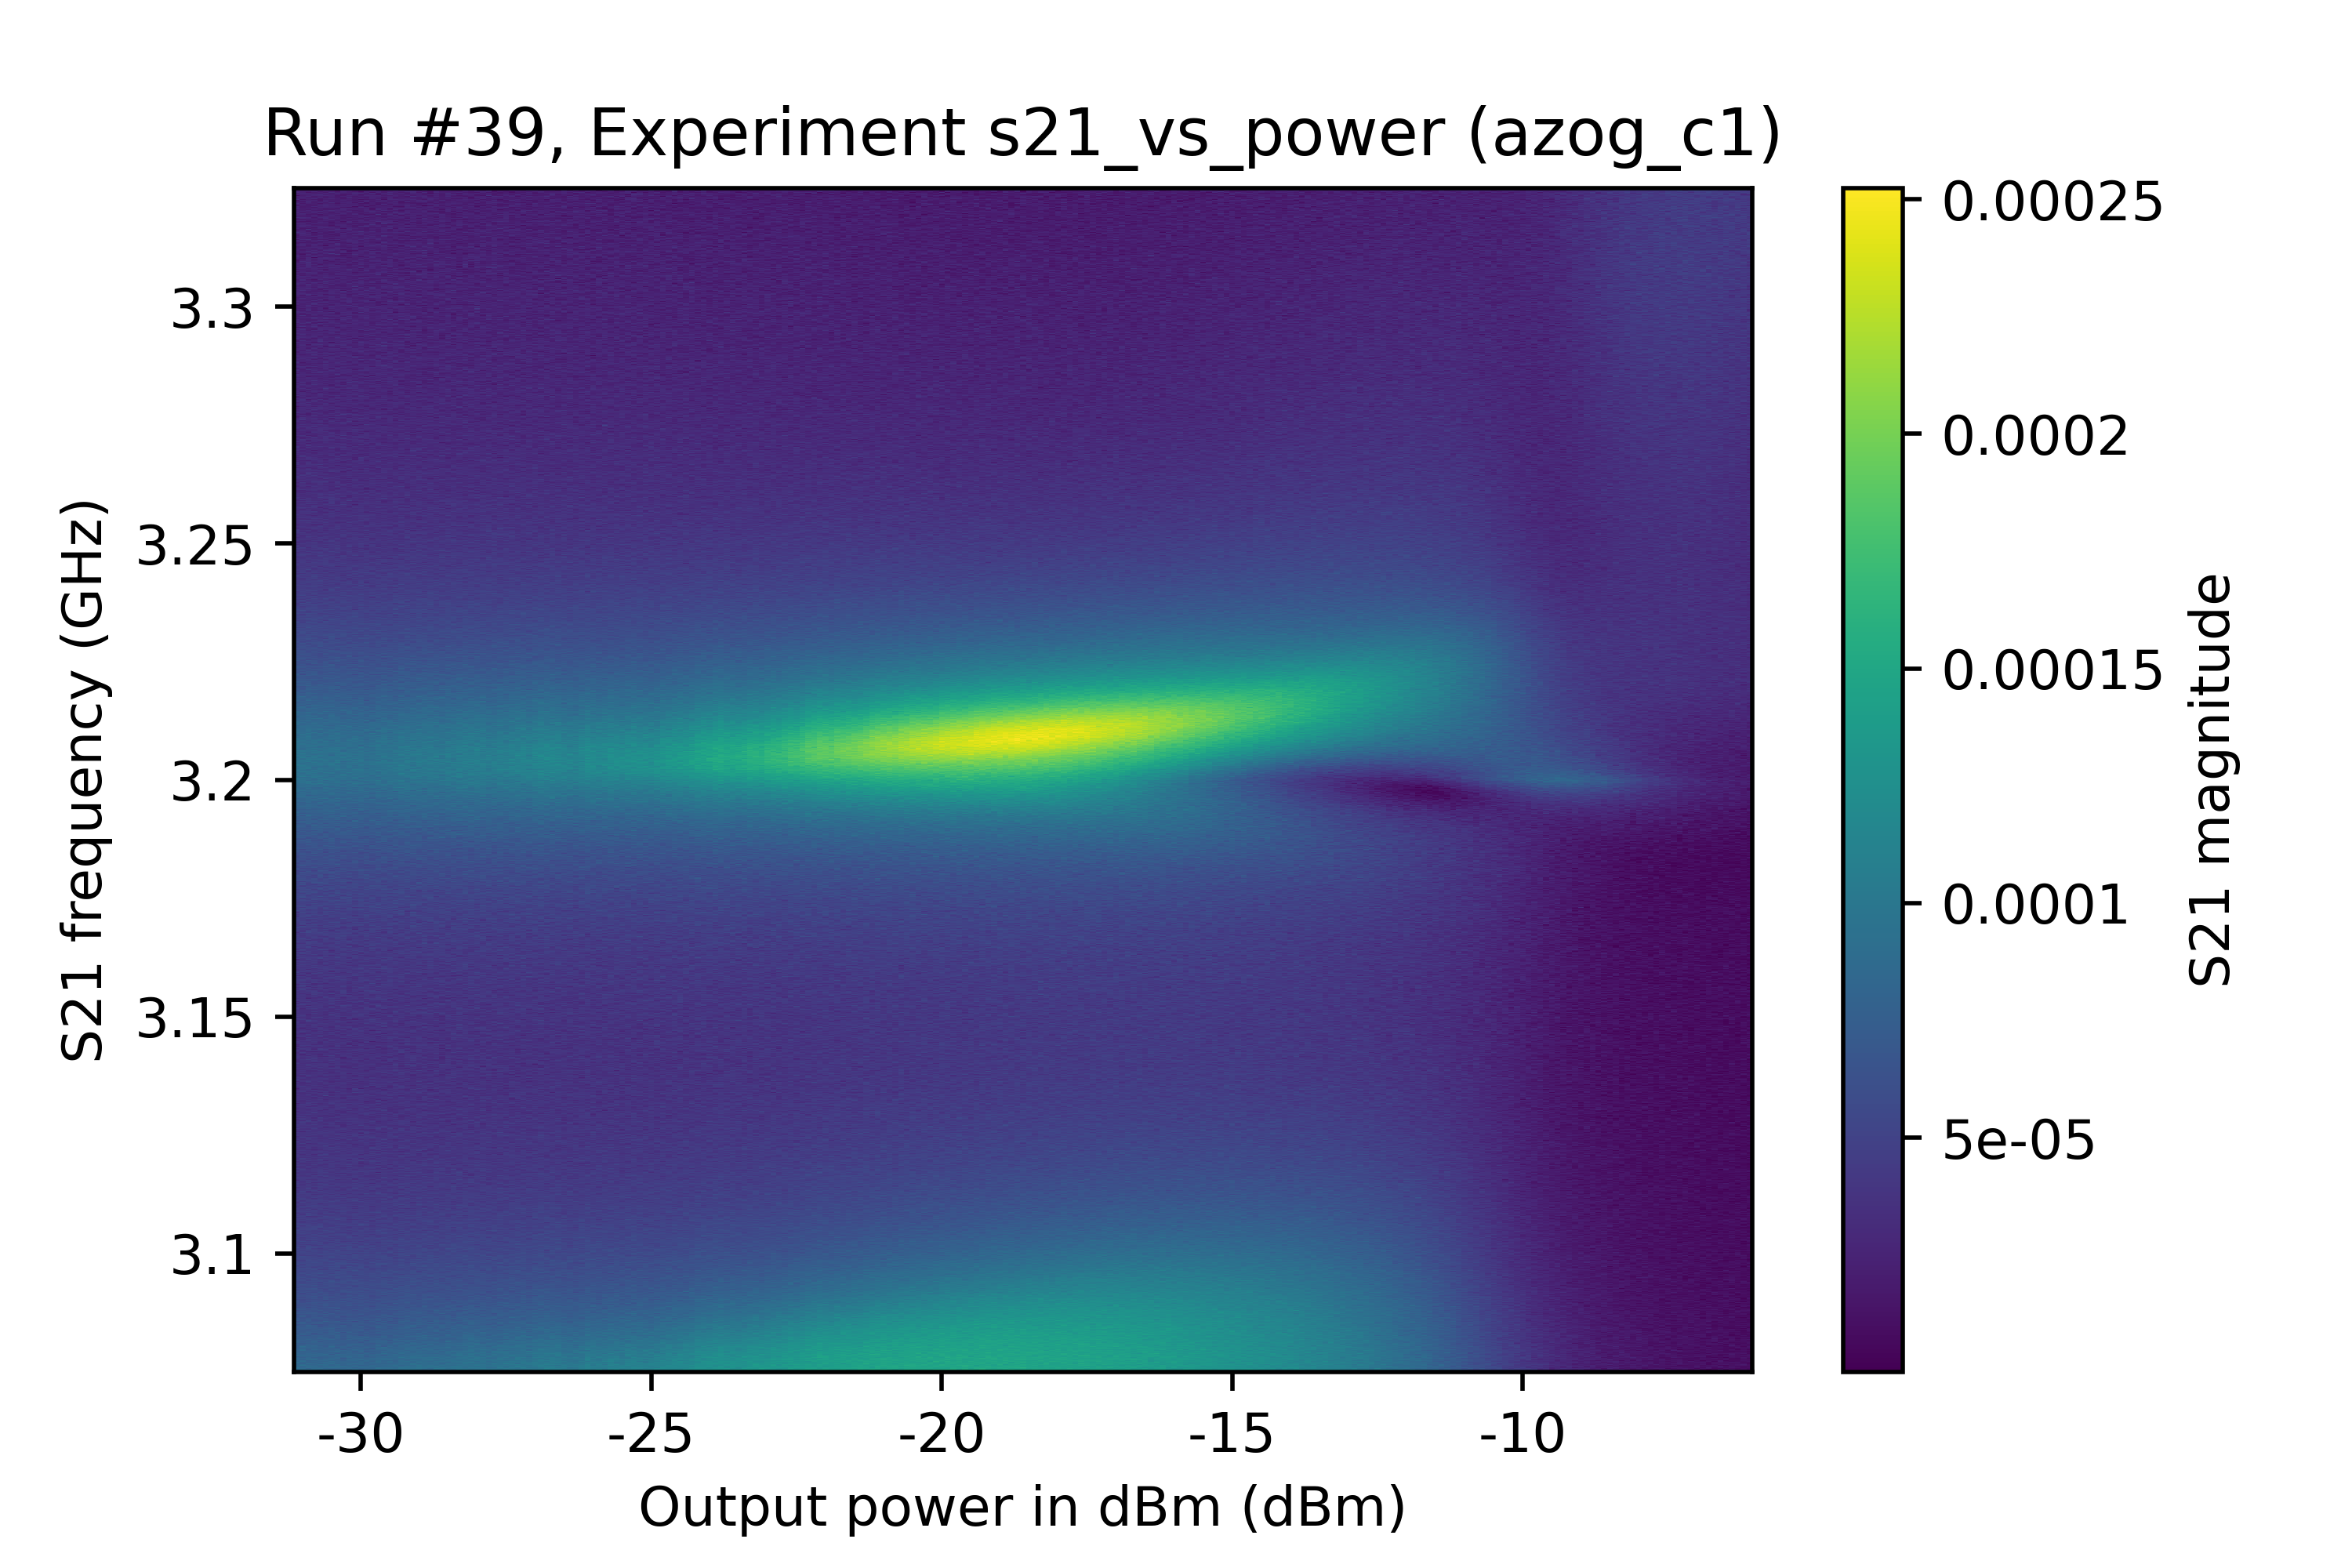 Run #39, Experiment s21_vs_power (azog_c1)
S21 frequency (GHz)
3.3
3.25
3.2
3.15
3.1
-30
-25
-20
-15
-10
Output power in dBm (dBm)
0.00025
0.0002
0.00015
0.0001
5e-05
S21 magnitude